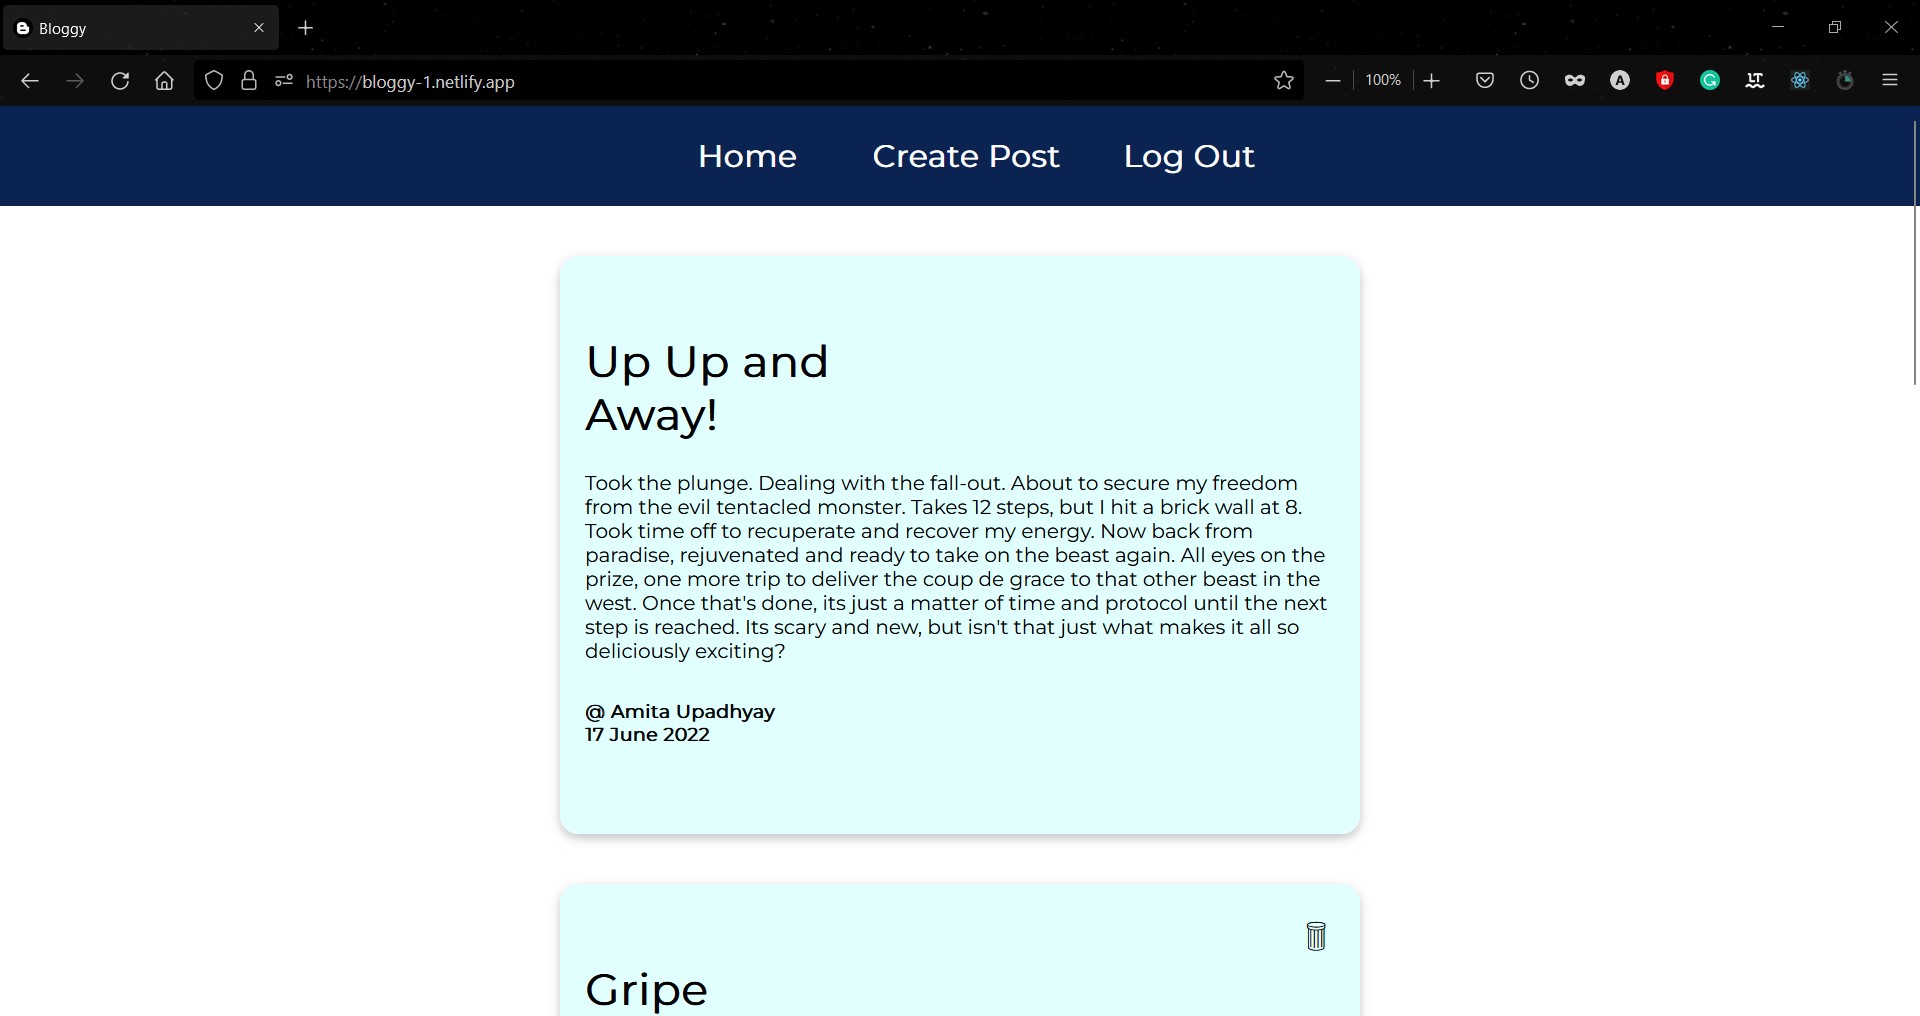 Bloggy
https://bloggy-1.netlify.app
100%
Home Create Post Log Out
Up Up and
Away!
Took the plunge. Dealing with the fall-out. About to secure my freedom
from the evil tentacled monster. Takes 12 steps, but I hit a brick wall at 8.
Took time off to recuperate and recover my energy. Now back from
paradise, rejuvenated and ready to take on the beast again. All eyes on the
prize, one more trip to deliver the coup de grace to that other beast in the
west. Once that's done, its just a matter of time and protocol until the next
step is reached. Its scary and new, but isn't that just what makes it all so
deliciously exciting?
@ Amita Upadhyay
17 June 2022
Gripe